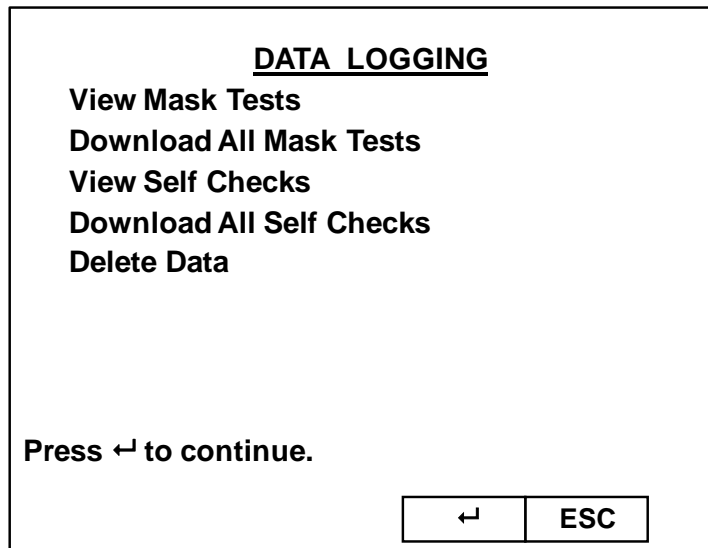 DATA LOGGING
View Mask Tests
Download All Mask Tests
View Self Checks
Download All Self Checks
Delete Data
Press ↵ to continue.
↵ ESC